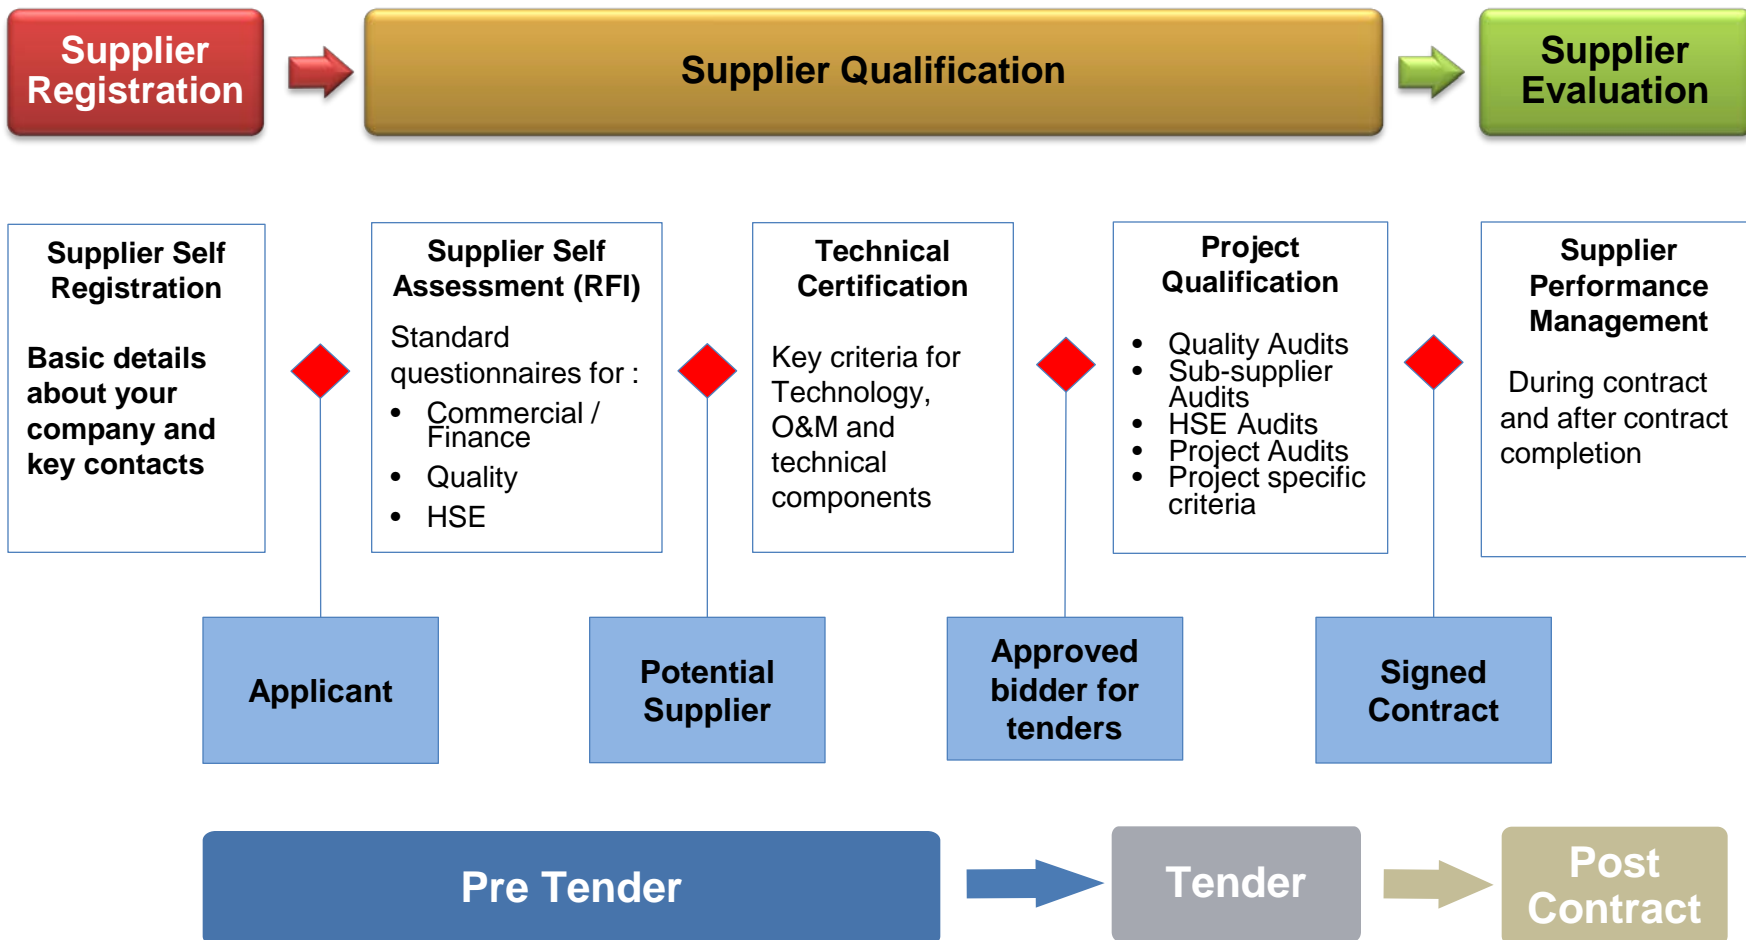 Supplier
Registration
Supplier Qualification
Supplier
Evaluation
Supplier Self
Registration
Basic details
about your
company and
key contacts
Supplier Self
Assessment (RFI)
Standard
questionnaires for :
• Commercial /
Finance
• Quality
• HSE
Technical
Certification
Key criteria for
Technology,
O&M and
technical
components
Project
Qualification
• Quality Audits
• Sub-supplier
Audits
• HSE Audits
• Project Audits
• Project specific
criteria
Supplier
Performance
Management
During contract
and after contract
completion
Applicant
Potential
Supplier
Approved
bidder for
tenders
Signed
Contract
Pre Tender
Tender
Post
Contract